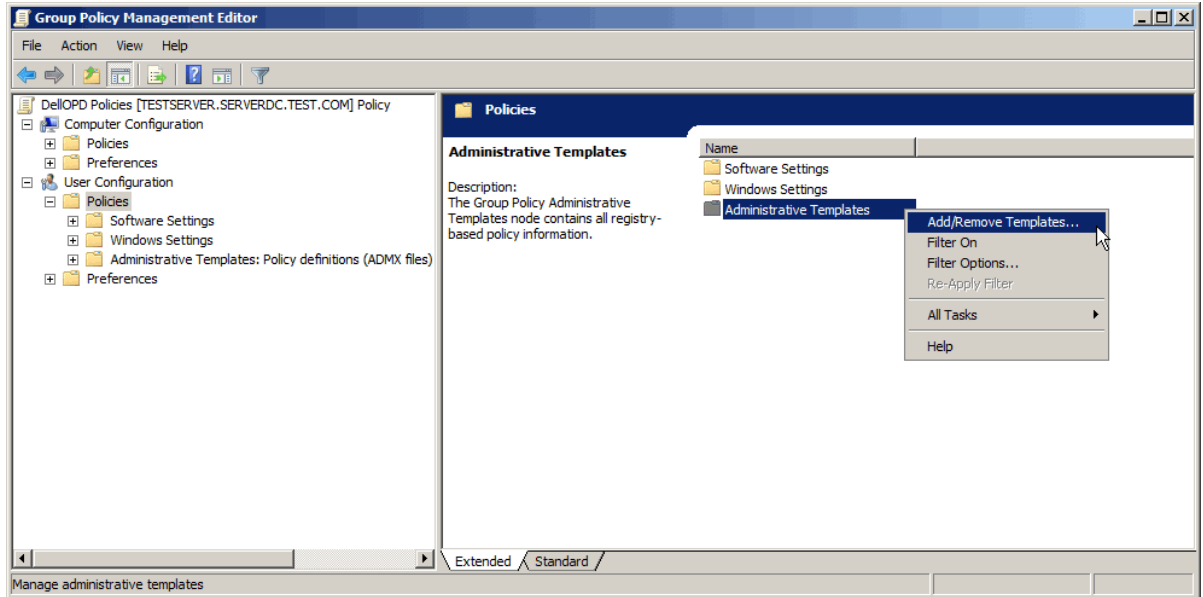 Group Policy Management Editor
File Action View Help
DellOPD Policies [TESTSERVER.SERVERDC.TEST.COM] Policy
Computer Configuration
Policies
Preferences
User Configuration
Policies
Software Settings
Windows Settings
Administrative Templates: Policy definitions (ADMX files)
Preferences
Policies
Administrative Templates
Description:
The Group Policy Administrative
Templates node contains all registry-
based policy information.
Name
Software Settings
Windows Settings
Administrative Templates
Add/Remove Templates...
Filter On
Filter Options...
Re-Apply Filter
All Tasks
Help
Extended Standard
Manage administrative templates